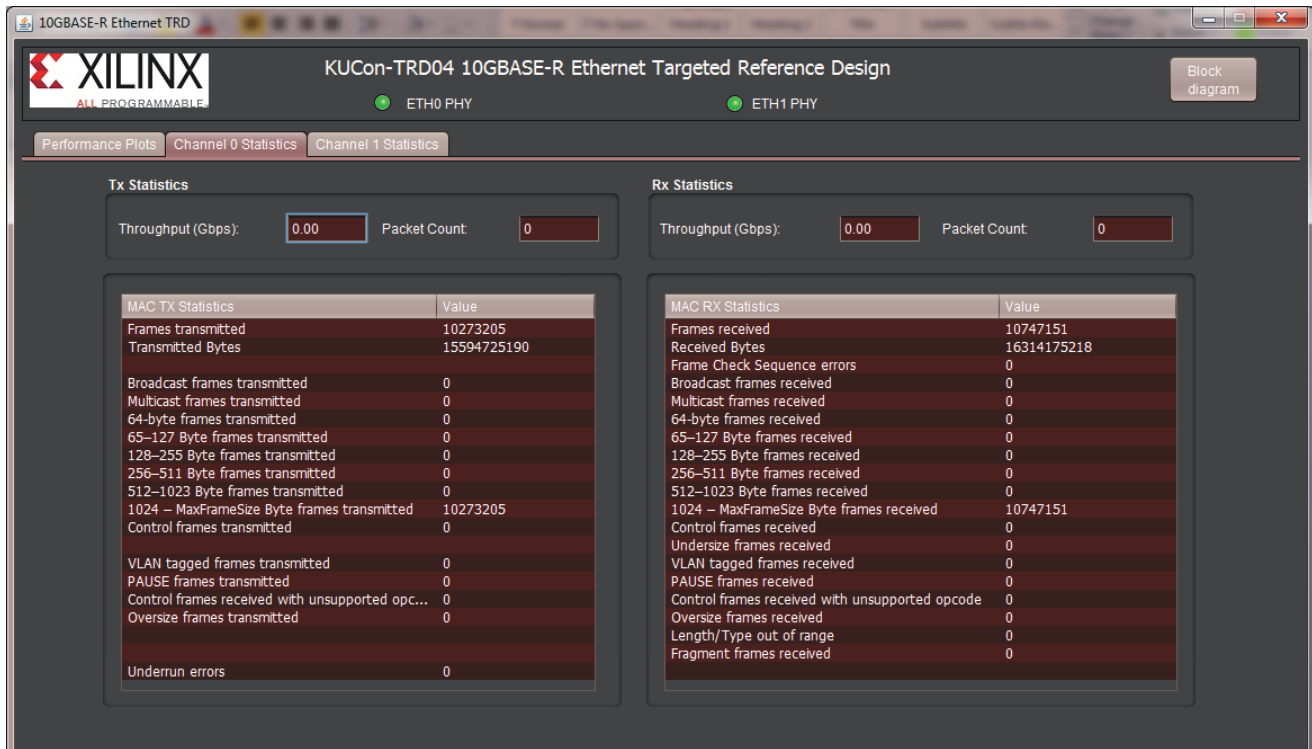 10GBASE-R Ethernet TRD
XILINX
ALL PROGRAMMABLE
KUCon-TRD04 10GBASE-R Ethernet Targeted Reference Design
Block
diagram
ETH0 PHY ETH1 PHY
Performance Plots Channel 0 Statistics Channel 1 Statistics
Tx Statistics
Throughput (Gbps): 0.00 Packet Count: 0
MAC TX Statistics Value
Frames transmitted 10273205
Transmitted Bytes 15594725190
Broadcast frames transmitted 0
Multicast frames transmitted 0
64-byte frames transmitted 0
65–127 Byte frames transmitted 0
128–255 Byte frames transmitted 0
256–511 Byte frames transmitted 0
512–1023 Byte frames transmitted 0
1024 – MaxFrameSize Byte frames transmitted 10273205
Control frames transmitted 0
VLAN tagged frames transmitted 0
PAUSE frames transmitted 0
Control frames received with unsupported opc... 0
Oversize frames transmitted 0
Underrun errors 0
Rx Statistics
Throughput (Gbps): 0.00 Packet Count: 0
MAC RX Statistics Value
Frames received 10747151
Received Bytes 16314175218
Frame Check Sequence errors 0
Broadcast frames received 0
Multicast frames received 0
64-byte frames received 0
65–127 Byte frames received 0
128–255 Byte frames received 0
256–511 Byte frames received 0
512–1023 Byte frames received 0
1024 – MaxFrameSize Byte frames received 10747151
Control frames received 0
Undersize frames received 0
VLAN tagged frames received 0
PAUSE frames received 0
Control frames received with unsupported opcode 0
Oversize frames received 0
Length/Type out of range 0
Fragment frames received 0